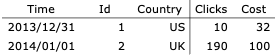 Time Id Country Clicks Cost
2013/12/31 1 US 10 32
2014/01/01 2 UK 190 100